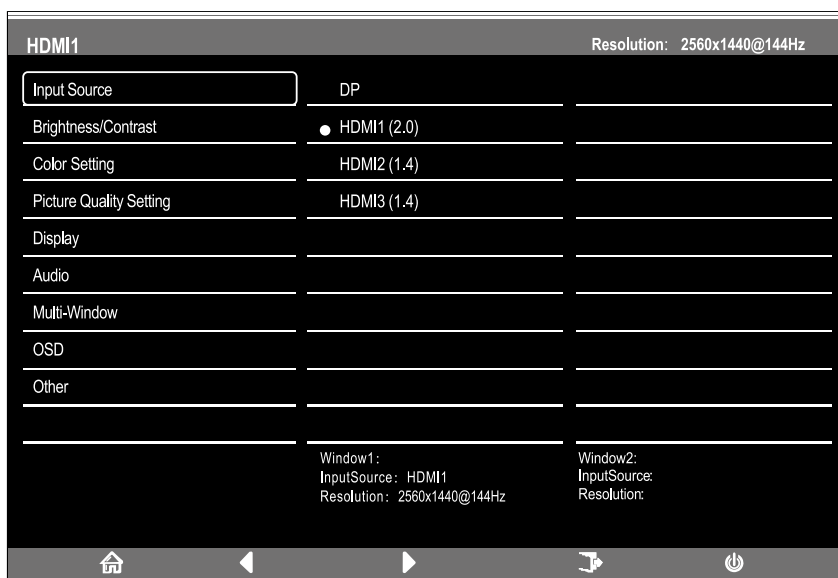 HDMI1
Resolution: 2560x1440@144Hz
Input Source
DP
Brightness/Contrast
HDMI1 (2.0)
Color Setting
HDMI2 (1.4)
Picture Quality Setting
HDMI3 (1.4)
Display
Audio
Multi-Window
OSD
Other
Window1:
InputSource: HDMI1
Resolution: 2560x1440@144Hz
Window2:
InputSource:
Resolution: